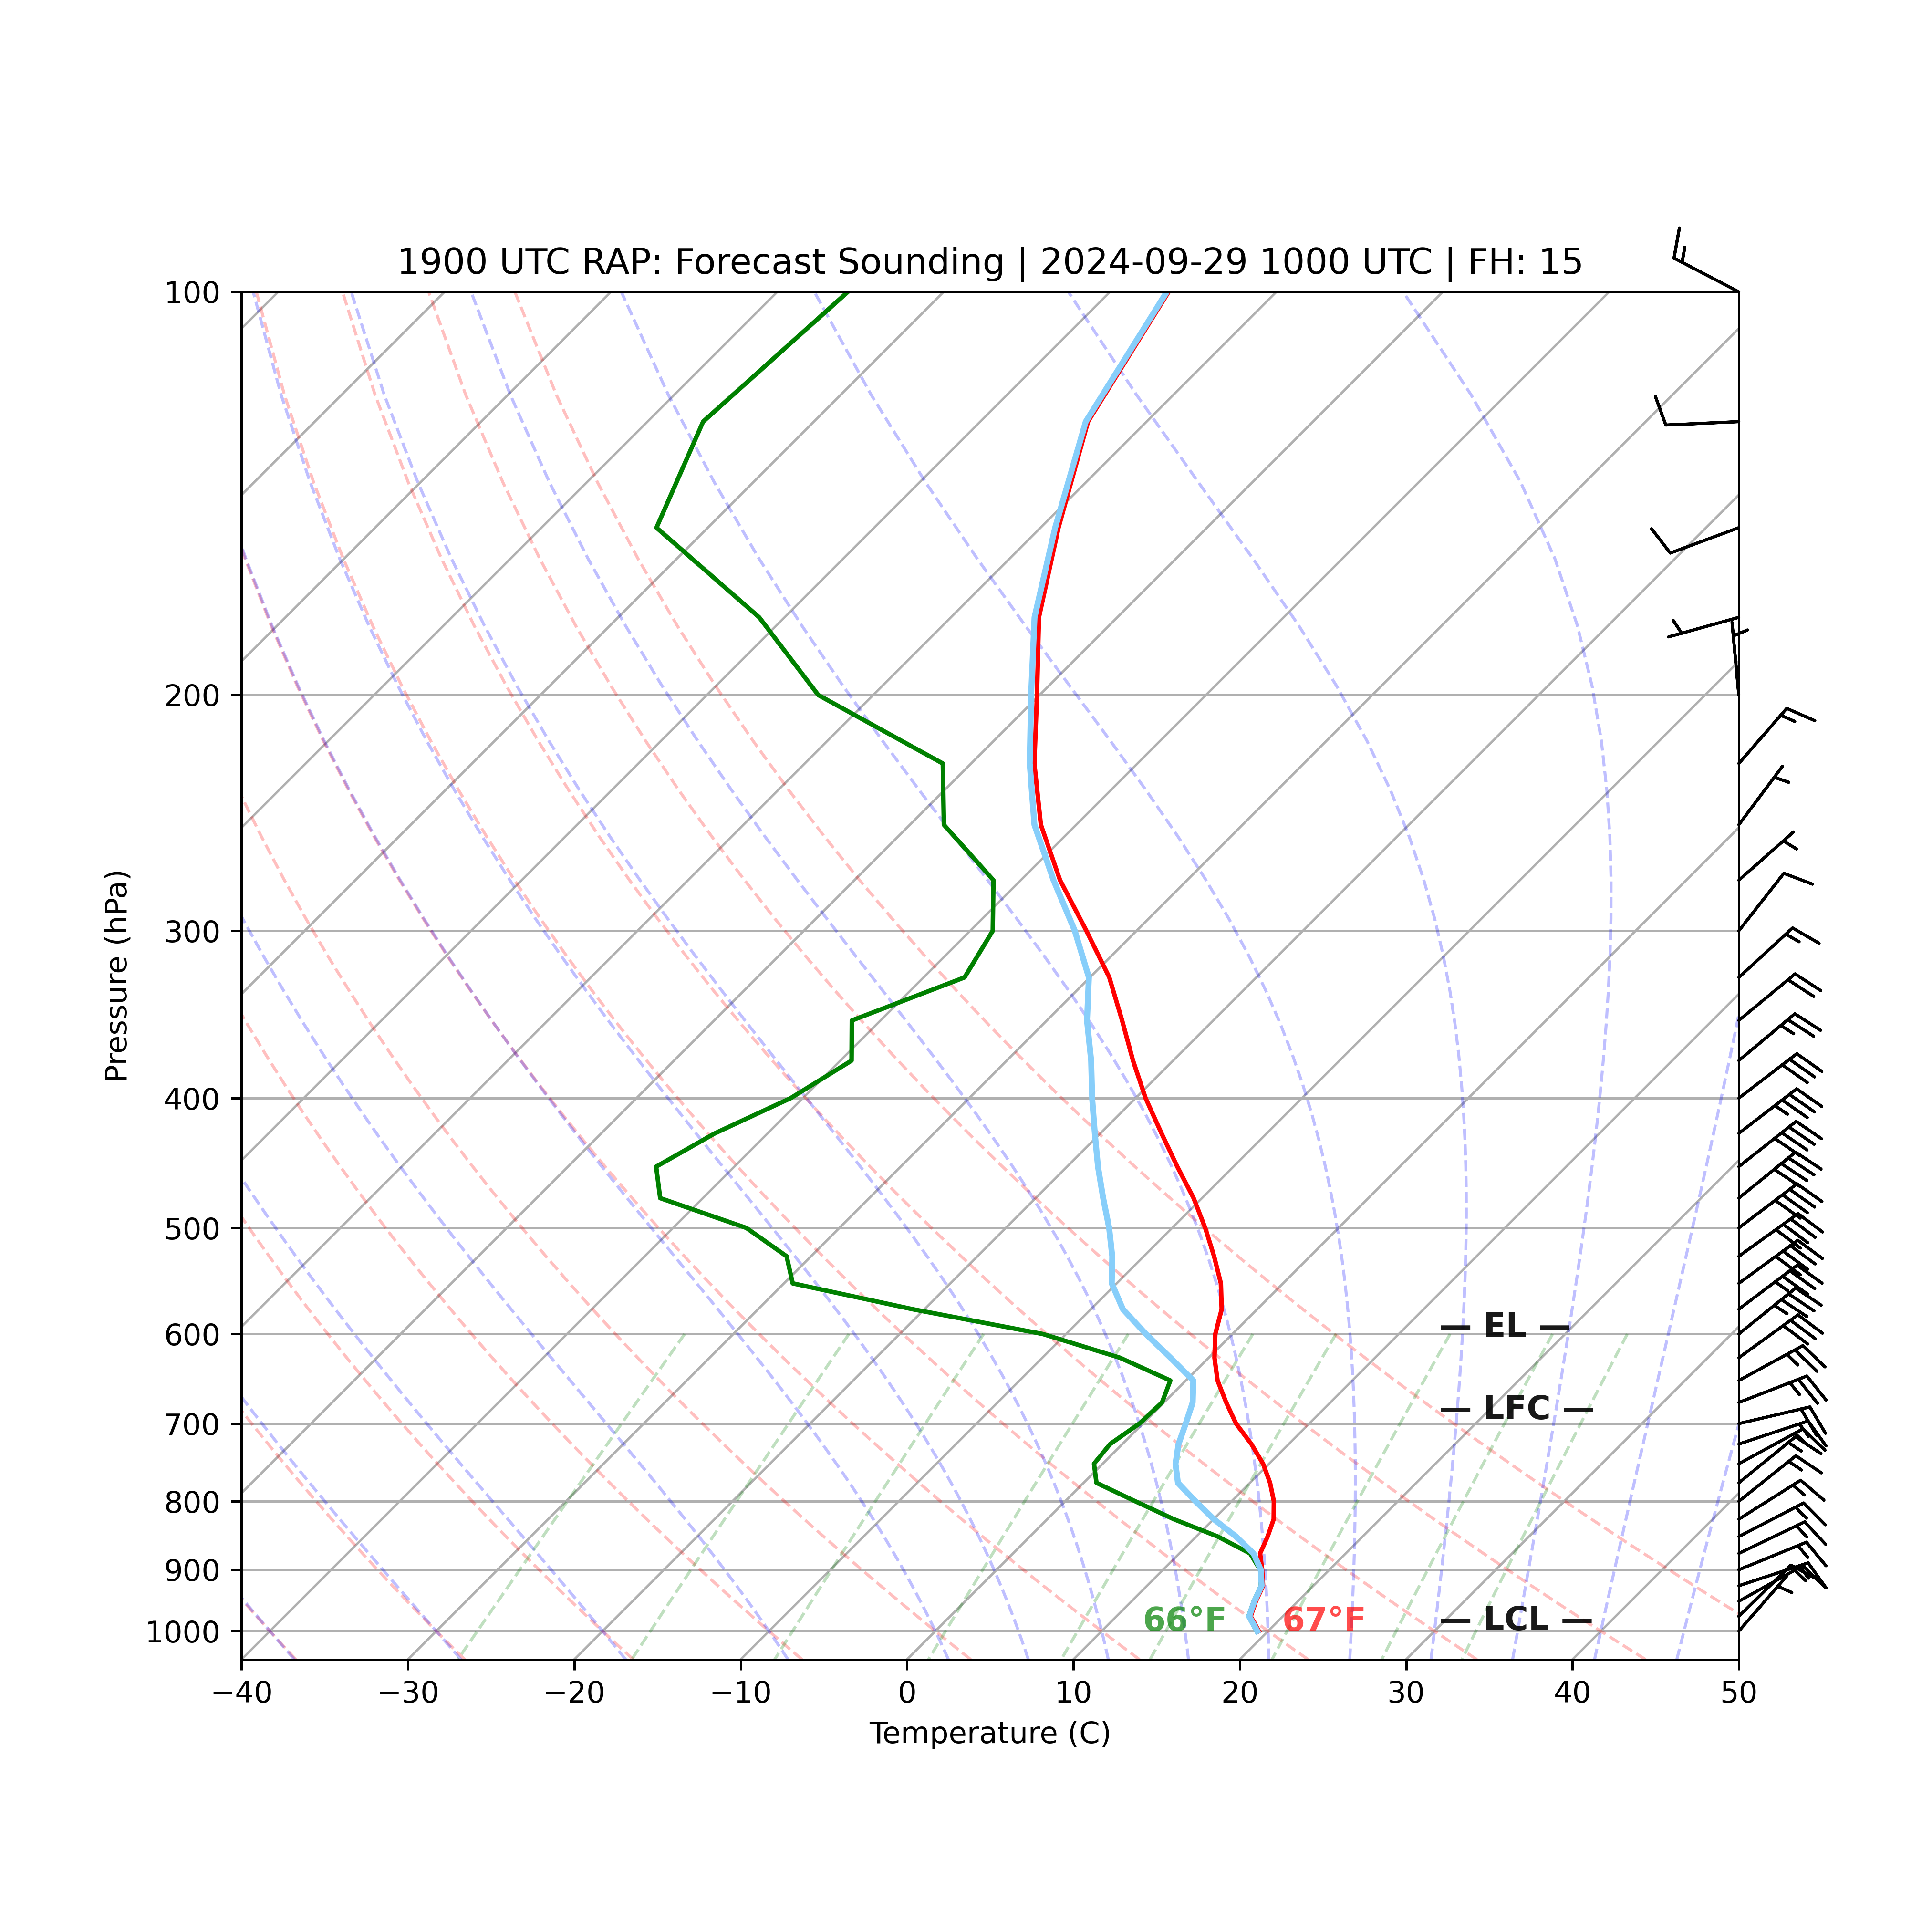 1900 UTC RAP: Forecast Sounding | 2024-09-29 1000 UTC | FH: 15
100
200
300
400
500
600
700
800
900
1000
Pressure (hPa)
— EL —
— LFC —
— LCL —
66°F 67°F
−40 −30 −20 −10 0 10 20 30 40 50
Temperature (C)